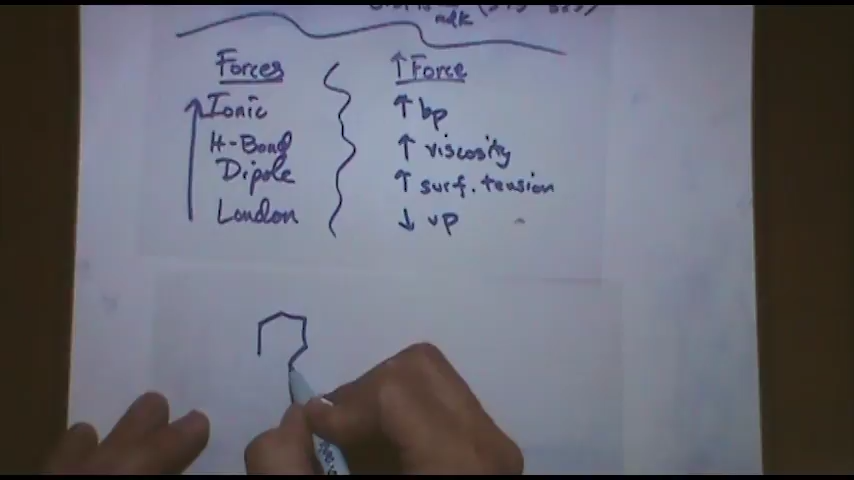 Forces
Ionic
H-Bond
Dipole
London
↑ Force
↑ bp
↑ viscosity
↑ surf. tension
↓ vp